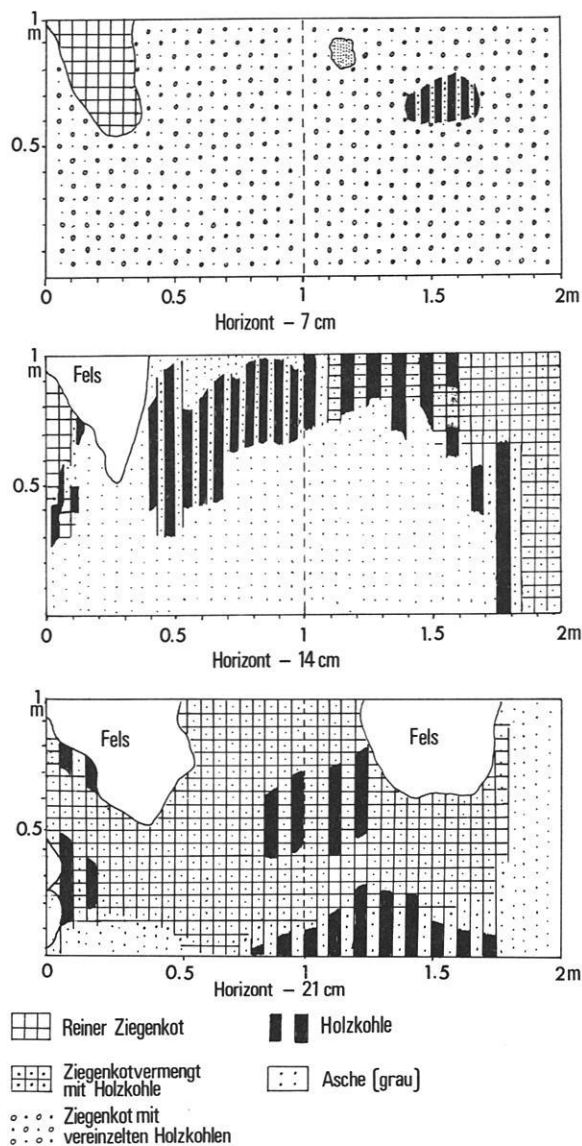 1
m
0.5
0
0.5
1
1.5
2m
Horizont – 7 cm
1
m
Fels
0.5
0
0.5
1
1.5
2m
Horizont – 14 cm
1
m
Fels
Fels
0.5
0
0.5
1
1.5
2m
Horizont – 21 cm
Reiner Ziegenkot
Holzkohle
Ziegenkotvermengt
mit Holzkohle
Asche (grau)
Ziegenkot mit
vereinzelten Holzkohlen